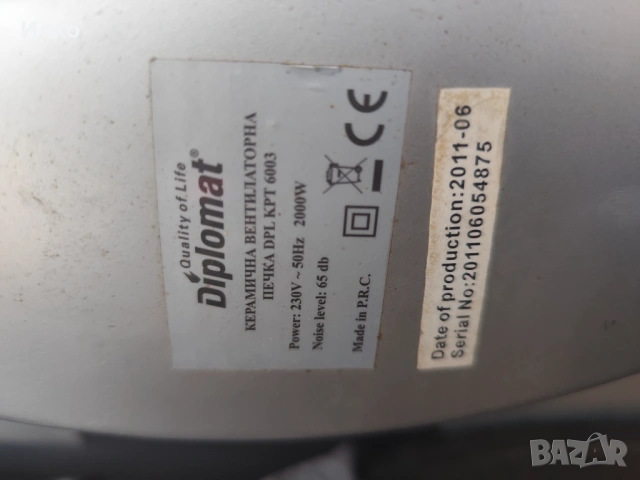 Quality of Life
Diplomat®
КЕРАМИЧНА ВЕНТИЛАТОРНА
ПЕЧКА DPL KPT 6003
Power: 230V ~ 50Hz 2000W
Noise level: 65 db
Made in P.R.C.
CE
Date of production:2011-06
Serial No:201106054875
BAZAR